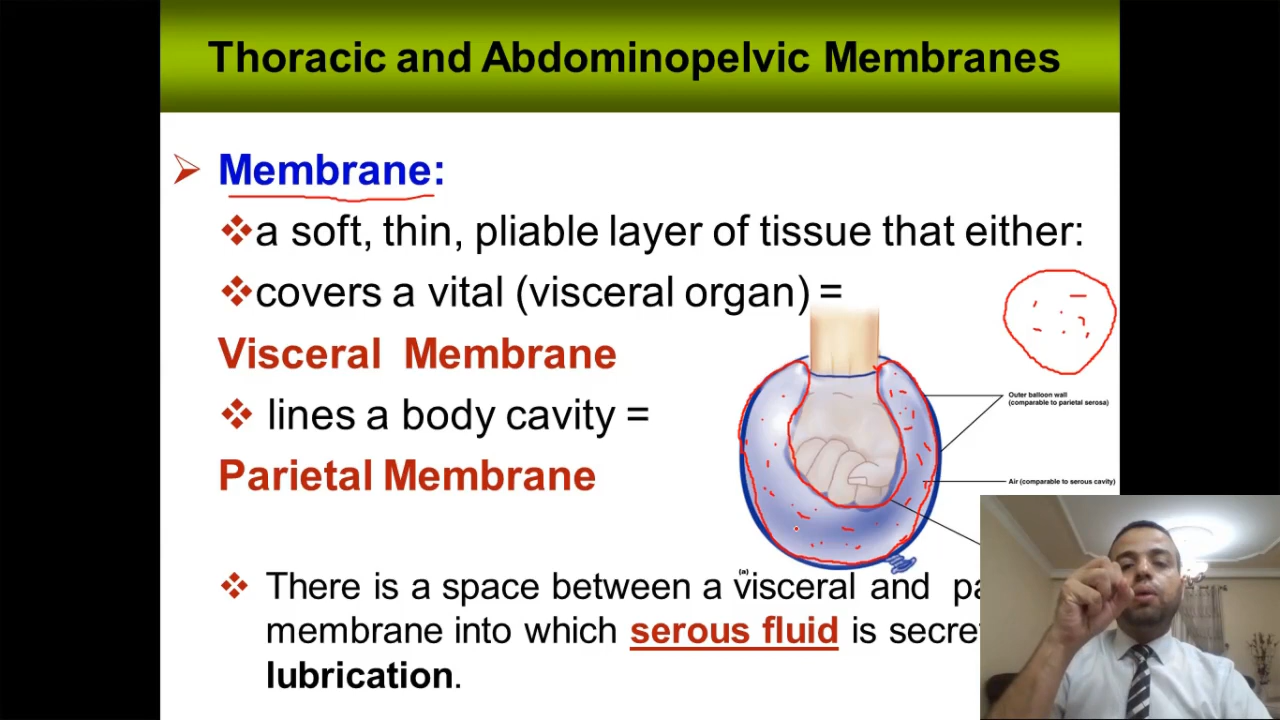 Thoracic and Abdominopelvic Membranes
Membrane:
a soft, thin, pliable layer of tissue that either:
covers a vital (visceral organ) =
Visceral Membrane
lines a body cavity =
Parietal Membrane
Outer balloon wall
(comparable to parietal serosa)
Air (comparable to serous cavity)
(a)
There is a space between a visceral and
membrane into which serous fluid is
lubrication.